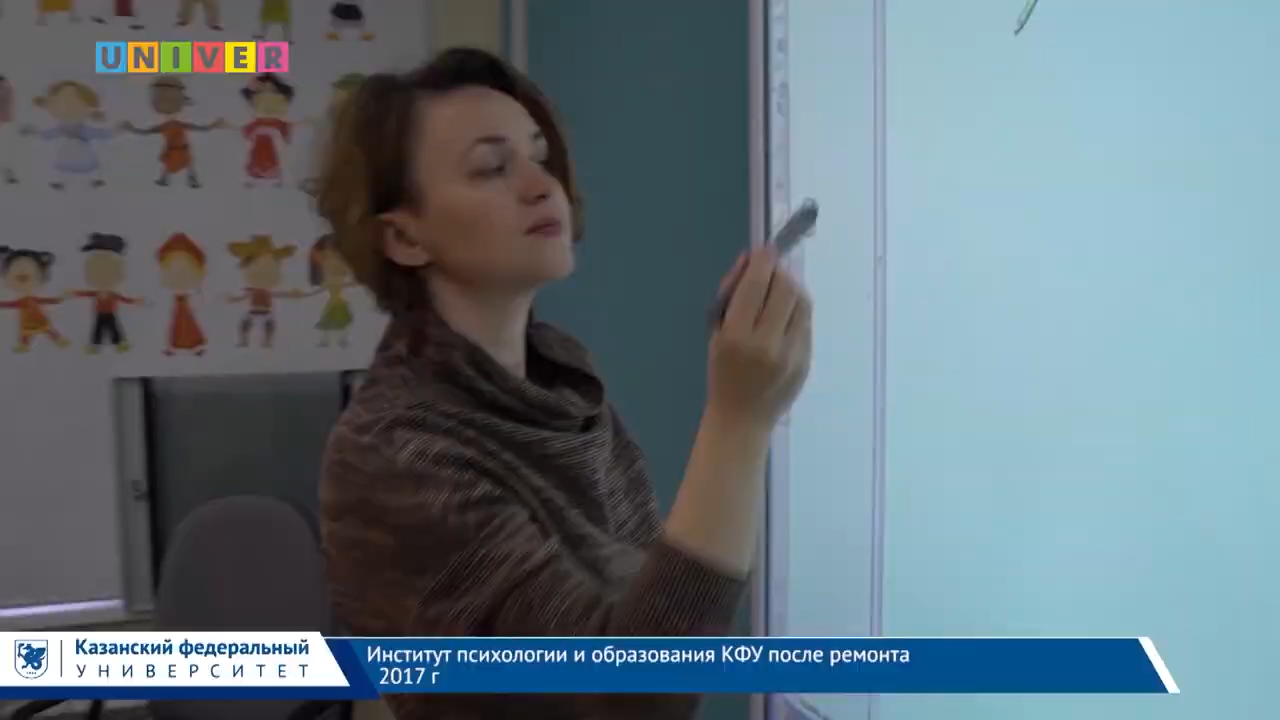 UNIVER
Казанский федеральный
УНИВЕРСИТЕТ
Институт психологии и образования КФУ после ремонта
2017 г